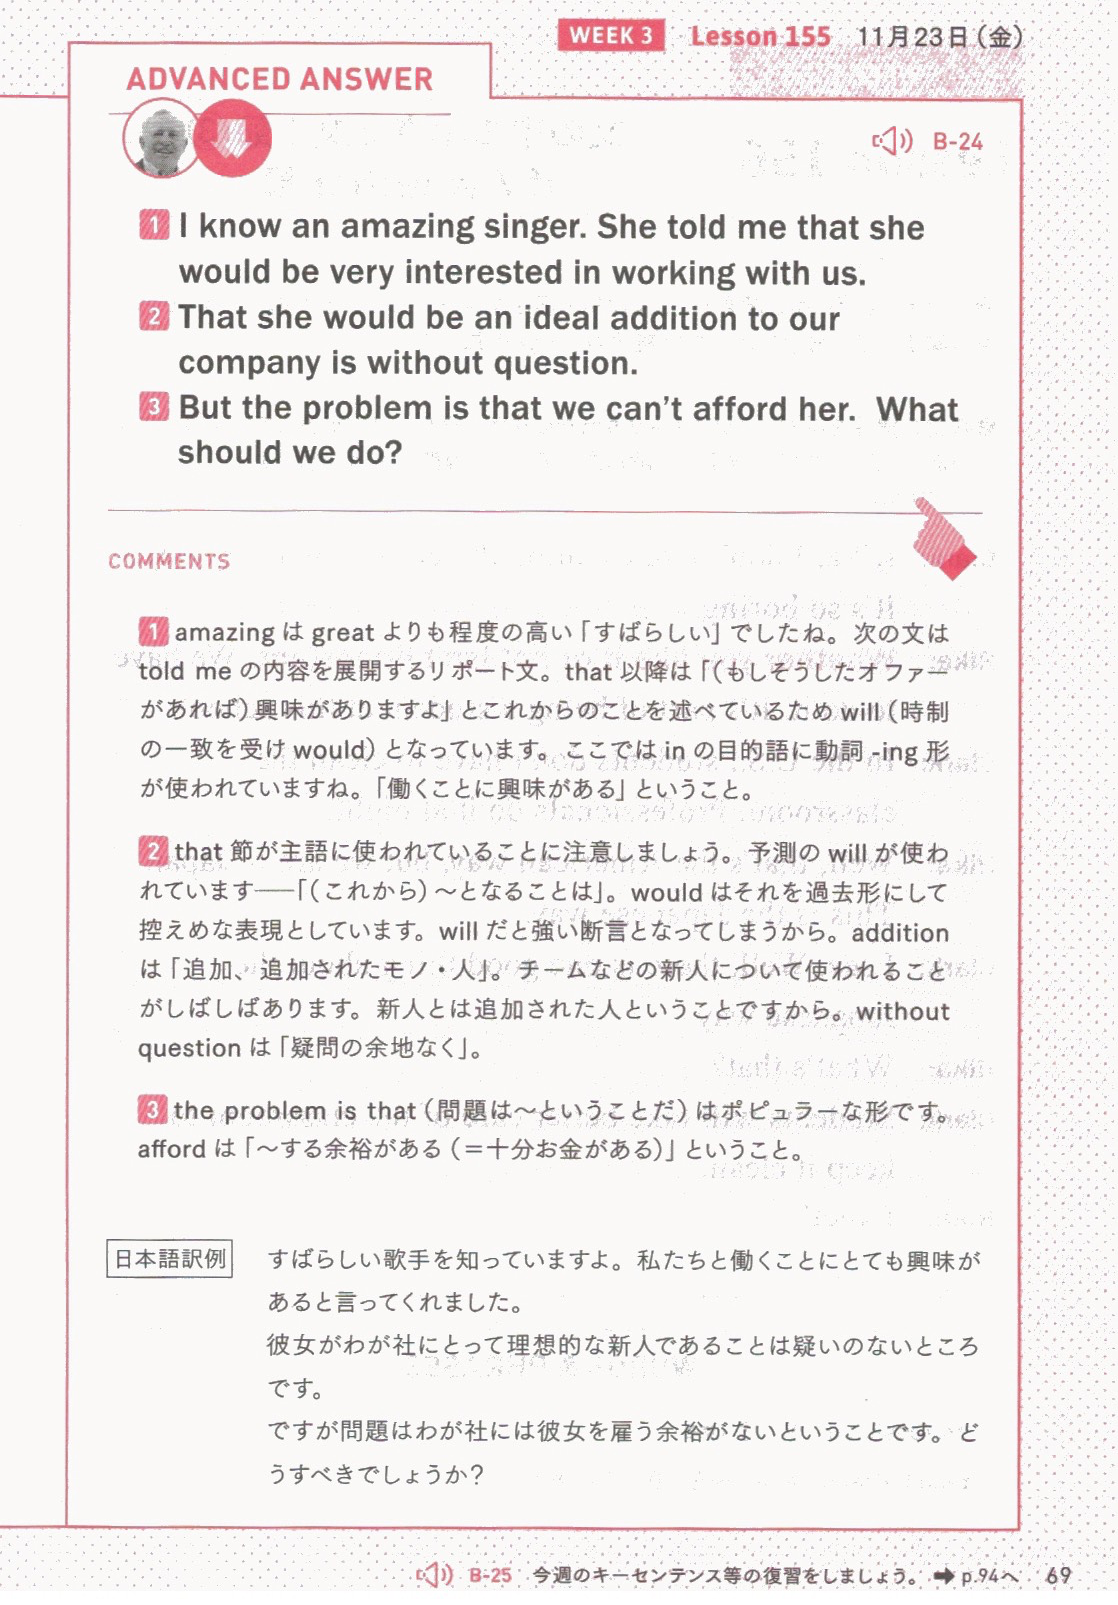 WEEK 3 Lesson 155 11月23日(金)
ADVANCED ANSWER
B-24
1 I know an amazing singer. She told me that she
would be very interested in working with us.
2 That she would be an ideal addition to our
company is without question.
3 But the problem is that we can't afford her. What
should we do?
COMMENTS
1 amazing は great よりも程度の高い「すばらしい」でしたね。次の文は
told me の内容を展開するリポート文。that 以降は「(もしそうしたオファー
があれば)興味がありますよ」とこれからのことを述べているため will(時制
の一致を受け would)となっています。ここでは in の目的語に動詞 -ing 形
が使われていますね。「働くことに興味がある」ということ。
2 that 節が主語に使われていることに注意しましょう。予測の will が使わ
れています──「(これから)〜となることは」。would はそれを過去形にして
控えめな表現としています。will だと強い断言となってしまうから。addition
は「追加、追加されたモノ・人」。チームなどの新人について使われること
がしばしばあります。新人とは追加された人ということですから。without
question は「疑問の余地なく」。
3 the problem is that(問題は〜ということだ)はポピュラーな形です。
afford は「〜する余裕がある(=十分お金がある)」ということ。
日本語訳例
すばらしい歌手を知っていますよ。私たちと働くことにとても興味が
あると言ってくれました。
彼女がわが社にとって理想的な新人であることは疑いのないところ
です。
ですが問題はわが社には彼女を雇う余裕がないということです。ど
うすべきでしょうか?
B-25 今週のキーセンテンス等の復習をしましょう。➡ p.94へ 69